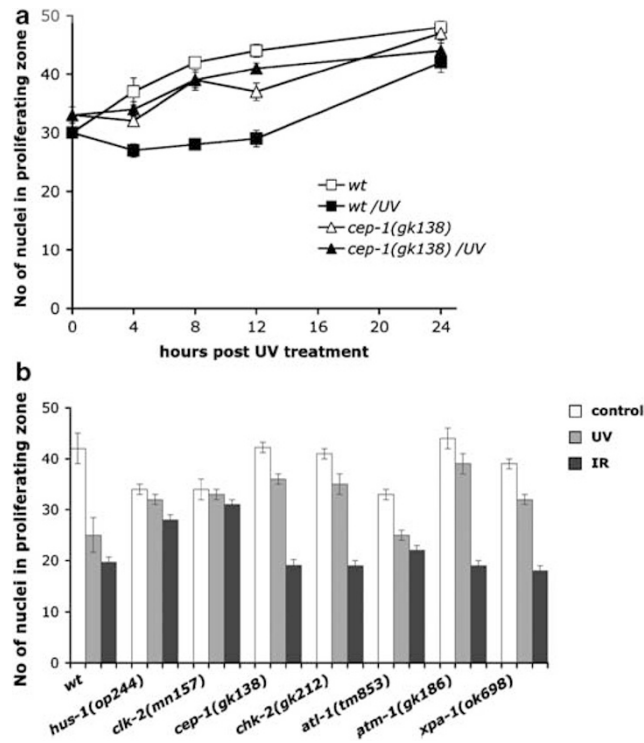 a
No of nuclei in proliferating zone
50
40
30
20
10
0
wt
wt /UV
cep-1(gk138)
cep-1(gk138) /UV
0 4 8 12 16 20 24
hours post UV treatment
b
No of nuclei in proliferating zone
50
40
30
20
10
0
control
UV
IR
wt
hus-1(op244)
clk-2(mn157)
cep-1(gk138)
chk-2(gk212)
atl-1(tm853)
atm-1(gk186)
xpa-1(ok698)